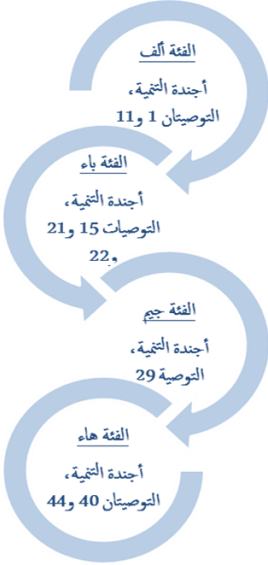 الفئة ألف
أجندة التنمية،
التوصيتان 1 و11
الفئة باء
أجندة التنمية،
التوصيات 15 و21
و22
الفئة جيم
أجندة التنمية،
التوصية 29
الفئة هاء
أجندة التنمية،
التوصيتان 40 و44